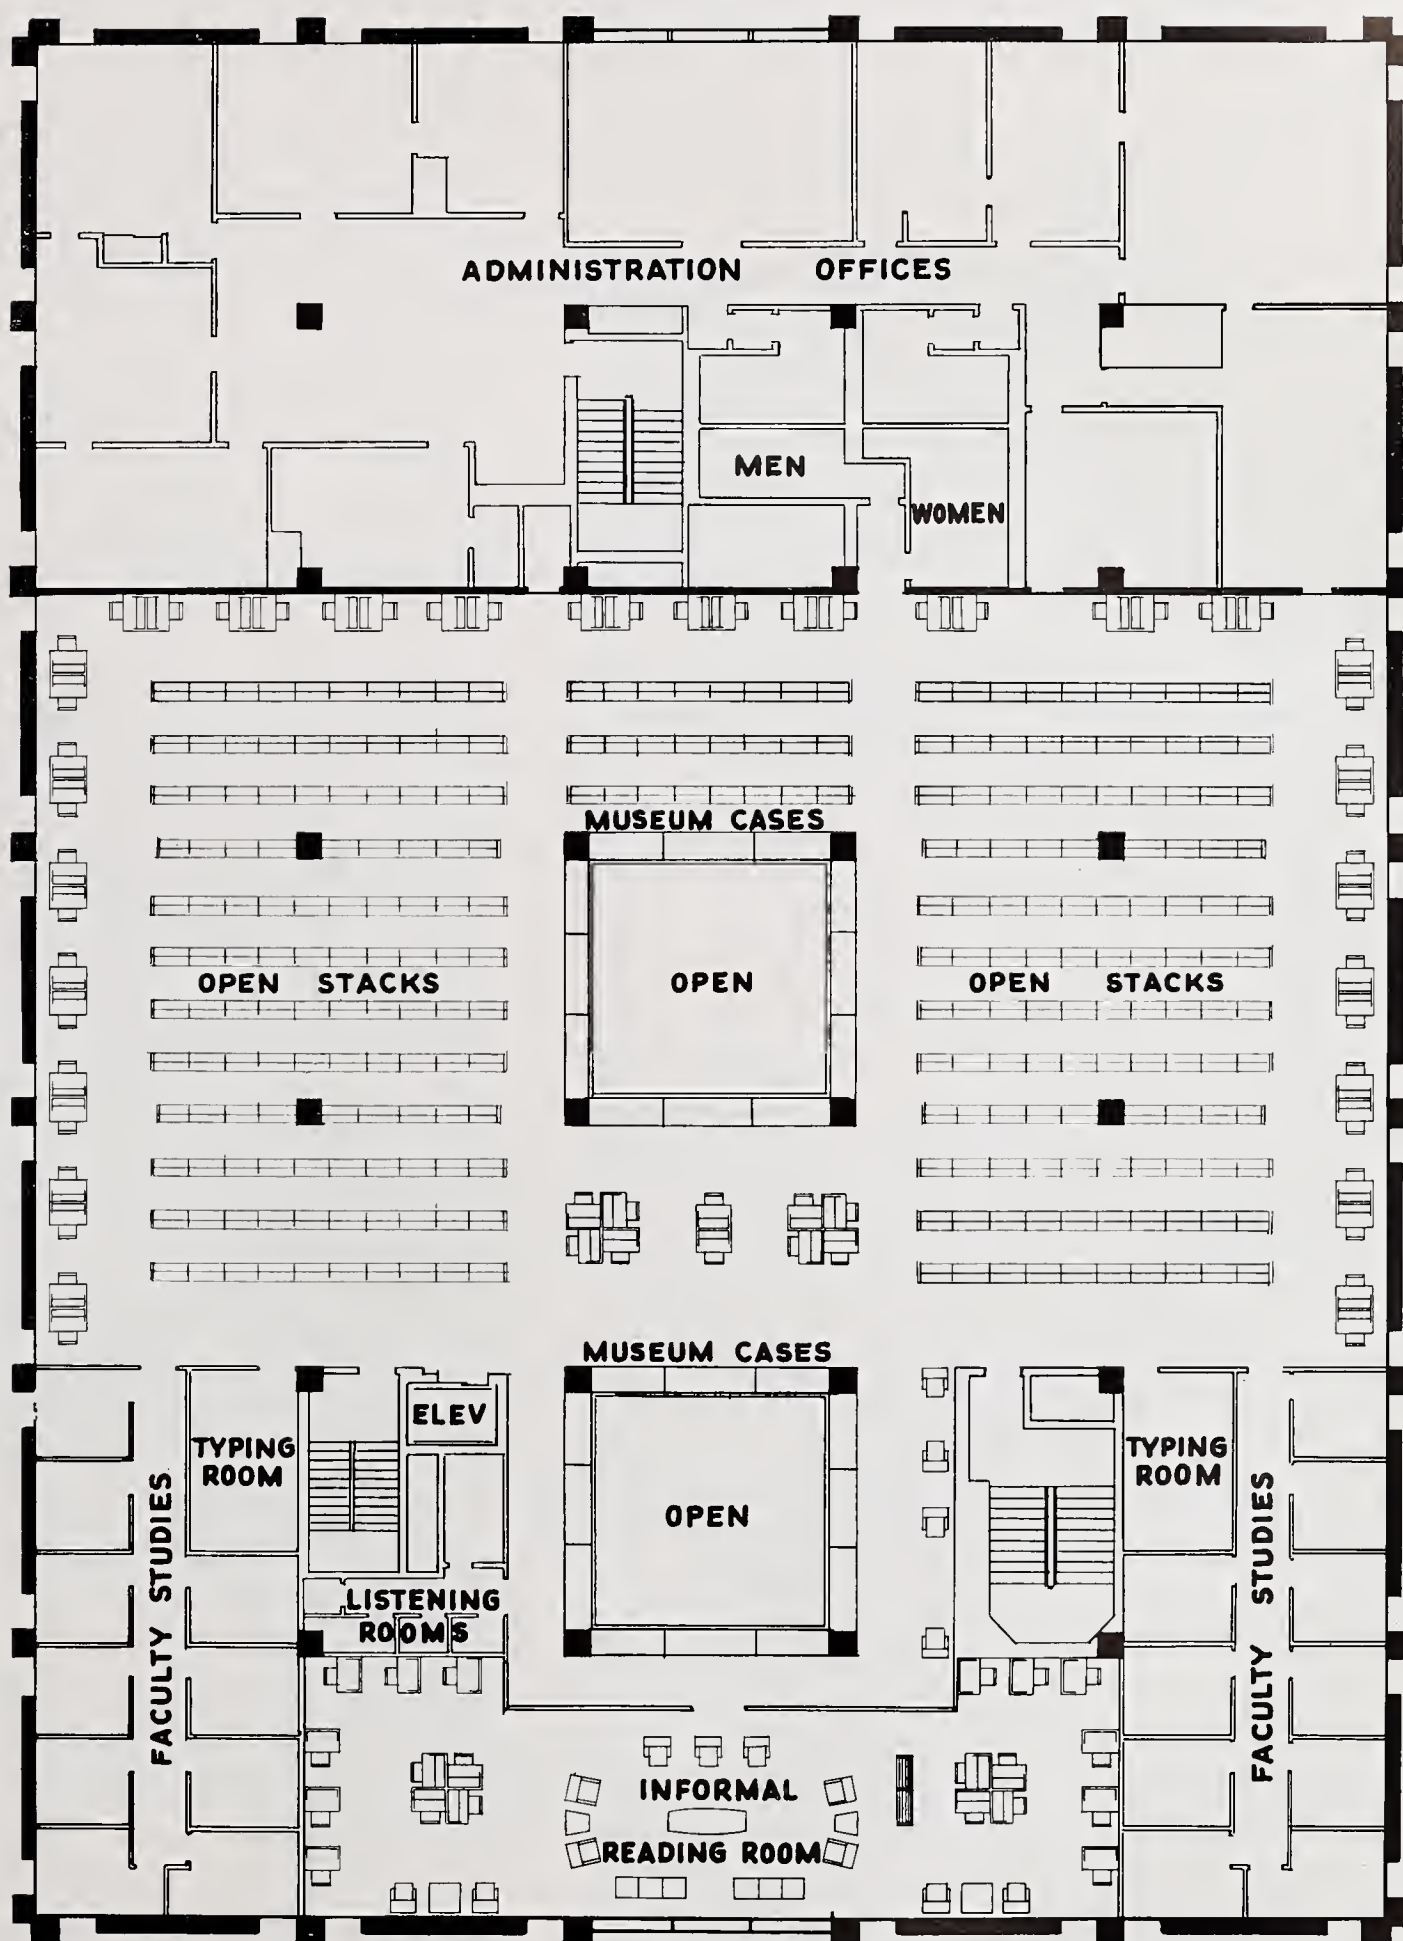 ADMINISTRATION OFFICES
MEN
WOMEN
MUSEUM CASES
OPEN STACKS
OPEN
OPEN STACKS
MUSEUM CASES
ELEV
TYPING
ROOM
TYPING
ROOM
OPEN
FACULTY STUDIES
FACULTY STUDIES
LISTENING
ROOMS
INFORMAL
READING ROOM